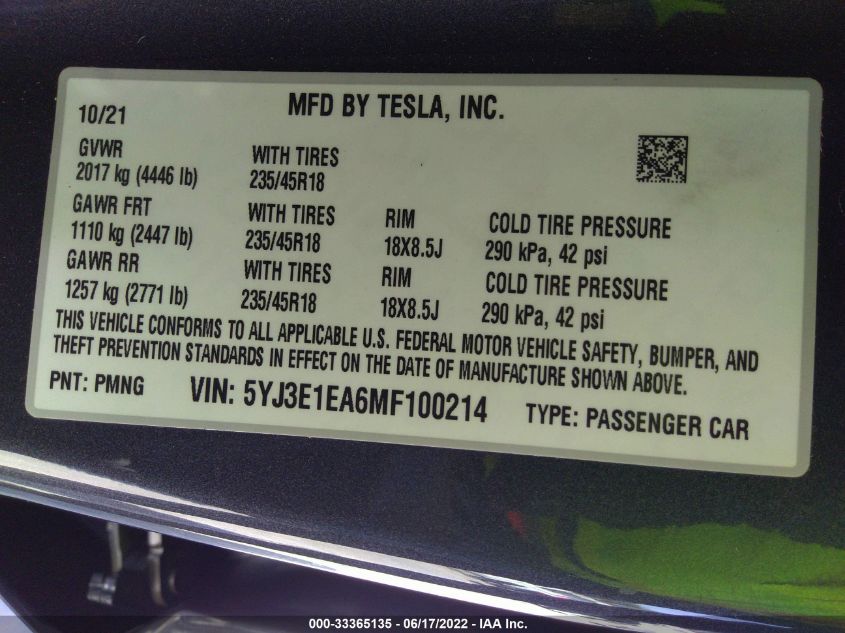 MFD BY TESLA, INC.
10/21
GVWR
2017 kg (4446 lb)
WITH TIRES
235/45R18
GAWR FRT
1110 kg (2447 lb)
WITH TIRES
235/45R18
RIM
18X8.5J
COLD TIRE PRESSURE
290 kPa, 42 psi
GAWR RR
1257 kg (2771 lb)
WITH TIRES
235/45R18
RIM
18X8.5J
COLD TIRE PRESSURE
290 kPa, 42 psi
THIS VEHICLE CONFORMS TO ALL APPLICABLE U.S. FEDERAL MOTOR VEHICLE SAFETY, BUMPER, AND
THEFT PREVENTION STANDARDS IN EFFECT ON THE DATE OF MANUFACTURE SHOWN ABOVE.
PNT: PMNG VIN: 5YJ3E1EA6MF100214 TYPE: PASSENGER CAR
000-33365135 - 06/17/2022 - IAA Inc.